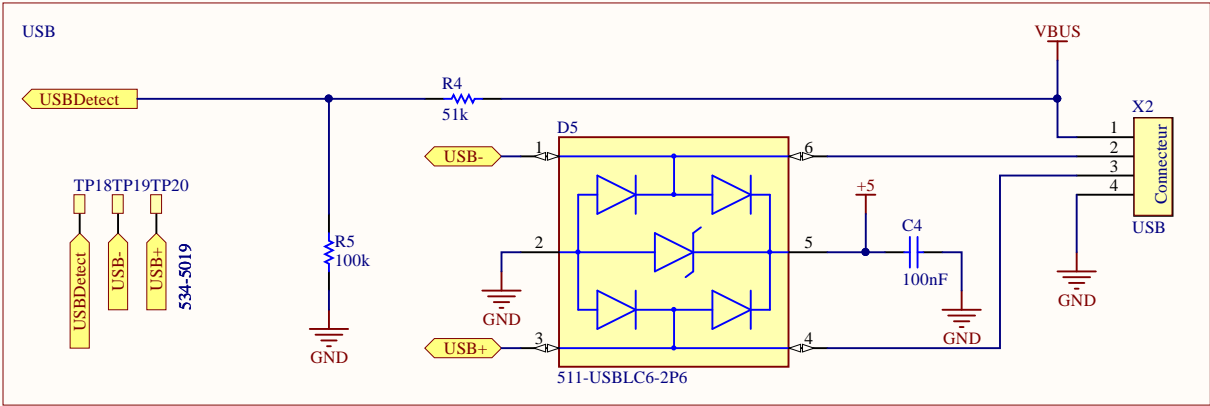 USB
VBUS
USBDetect
R4
51k
X2
D5
1
2
3
4
Connecteur
USB
USB-
1
6
TP18TP19TP20
+5
USBDetect
USB-
USB+
534-5019
R5
100k
2
5
C4
100nF
GND
GND
GND
GND
USB+
3
4
511-USBLC6-2P6